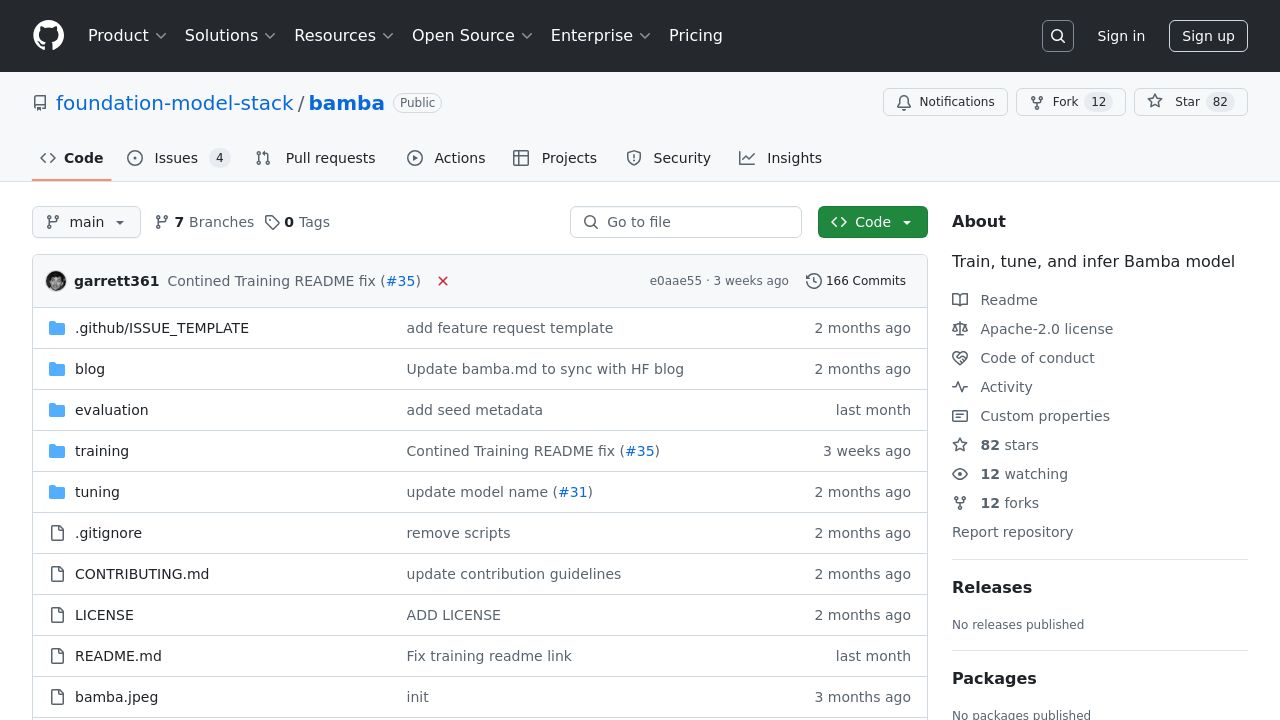 Product Solutions Resources Open Source Enterprise Pricing Sign in Sign up
foundation-model-stack / bamba Public Notifications Fork 12 Star 82
Code Issues 4 Pull requests Actions Projects Security Insights
main 7 Branches 0 Tags Go to file Code
garrett361 Contined Training README fix (#35) e0aae55 · 3 weeks ago 166 Commits
.github/ISSUE_TEMPLATE add feature request template 2 months ago
blog Update bamba.md to sync with HF blog 2 months ago
evaluation add seed metadata last month
training Contined Training README fix (#35) 3 weeks ago
tuning update model name (#31) 2 months ago
.gitignore remove scripts 2 months ago
CONTRIBUTING.md update contribution guidelines 2 months ago
LICENSE ADD LICENSE 2 months ago
README.md Fix training readme link last month
bamba.jpeg init 3 months ago
About
Train, tune, and infer Bamba model
Readme
Apache-2.0 license
Code of conduct
Activity
Custom properties
82 stars
12 watching
12 forks
Report repository
Releases
No releases published
Packages
No packages published